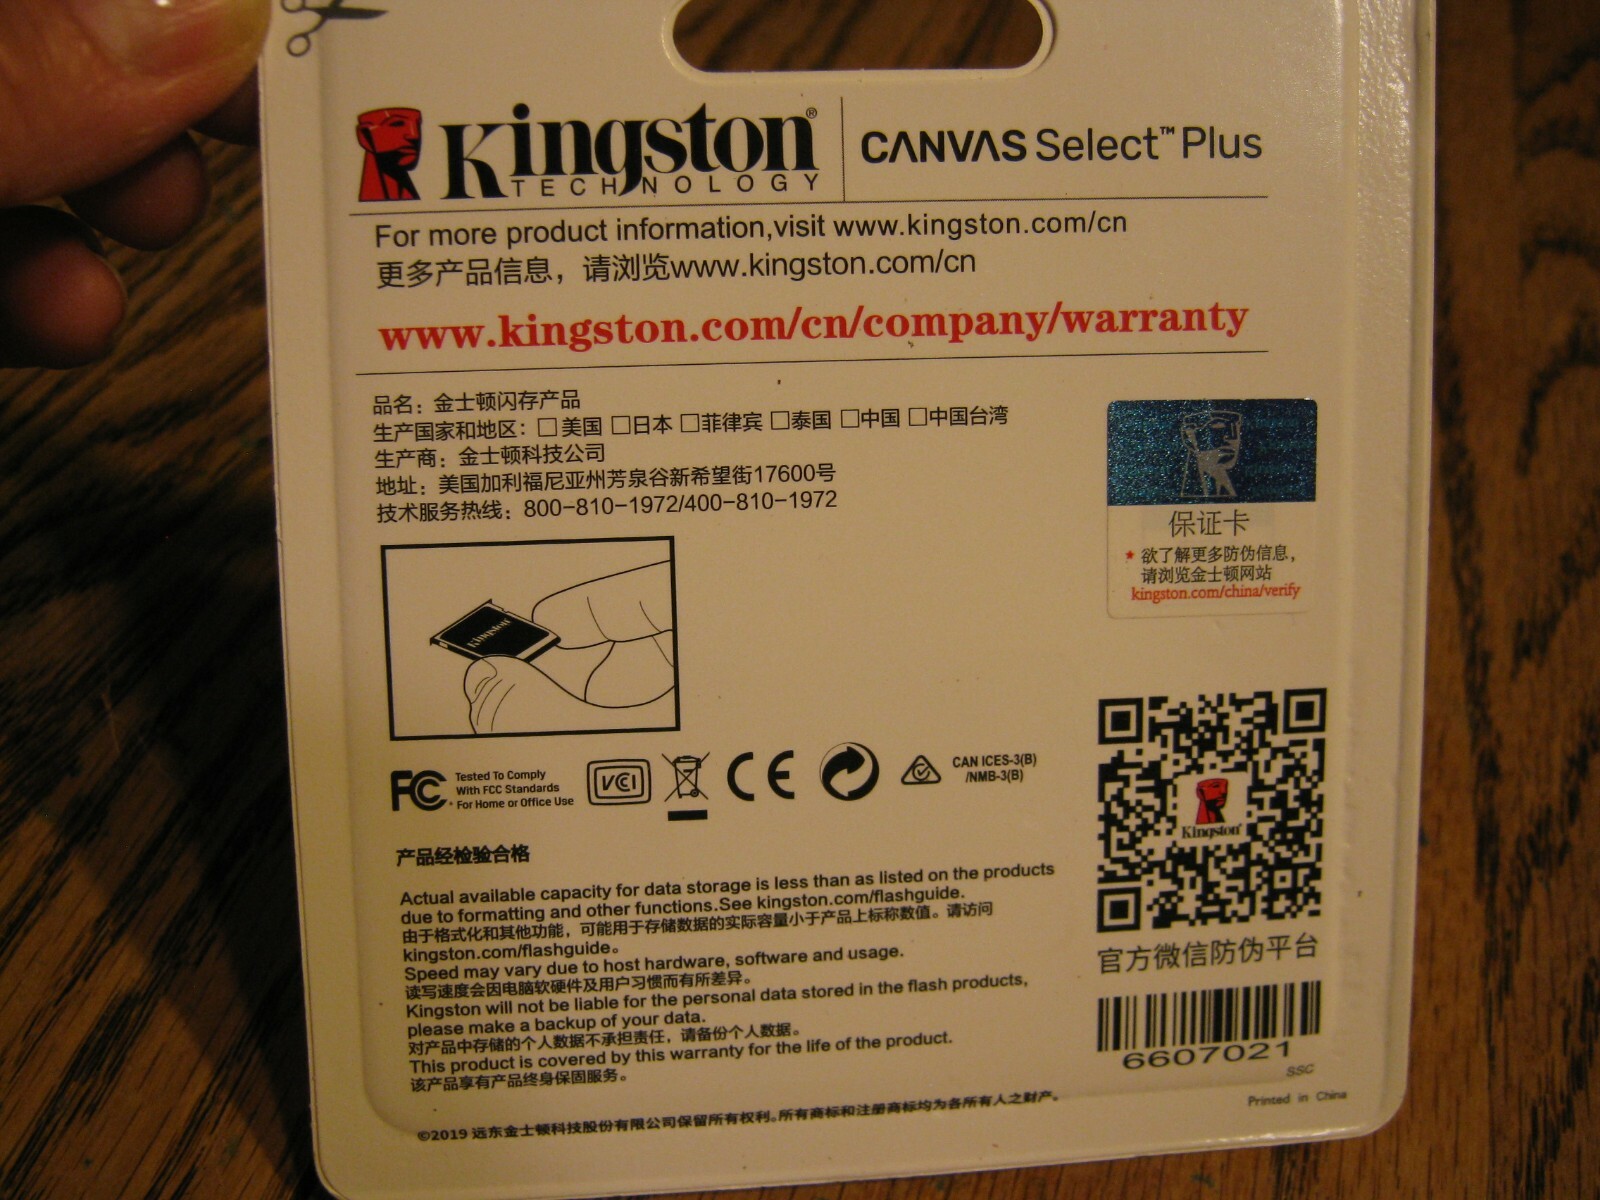 Kingston®
TECHNOLOGY
CANVAS Select™ Plus
For more product information,visit www.kingston.com/cn
更多产品信息，请浏览www.kingston.com/cn
www.kingston.com/cn/company/warranty
品名：金士顿闪存产品
生产国家和地区：□美国 □日本 □菲律宾 □泰国 □中国 □中国台湾
生产商：金士顿科技公司
地址：美国加利福尼亚州芳泉谷新希望街17600号
技术服务热线：800-810-1972/400-810-1972
保证卡
* 欲了解更多防伪信息，
请浏览金士顿网站
kingston.com/china/verify
Kingston
FC Tested To Comply
With FCC Standards
For Home or Office Use
VCI
CE
CAN ICES-3(B)
/NMB-3(B)
Kingston
产品经检验合格
Actual available capacity for data storage is less than as listed on the products
due to formatting and other functions.See kingston.com/flashguide.
由于格式化和其他功能，可能用于存储数据的实际容量小于产品上标称数值。请访问
kingston.com/flashguide。
Speed may vary due to host hardware, software and usage.
读写速度会因电脑软硬件及用户习惯而有所差异。
Kingston will not be liable for the personal data stored in the flash products,
please make a backup of your data.
对产品中存储的个人数据不承担责任，请备份个人数据。
This product is covered by this warranty for the life of the product.
该产品享有产品终身保固服务。
官方微信防伪平台
6607021
SSC
Printed in China
©2019 远东金士顿科技股份有限公司保留所有权利。所有商标和注册商标均为各所有人之财产。